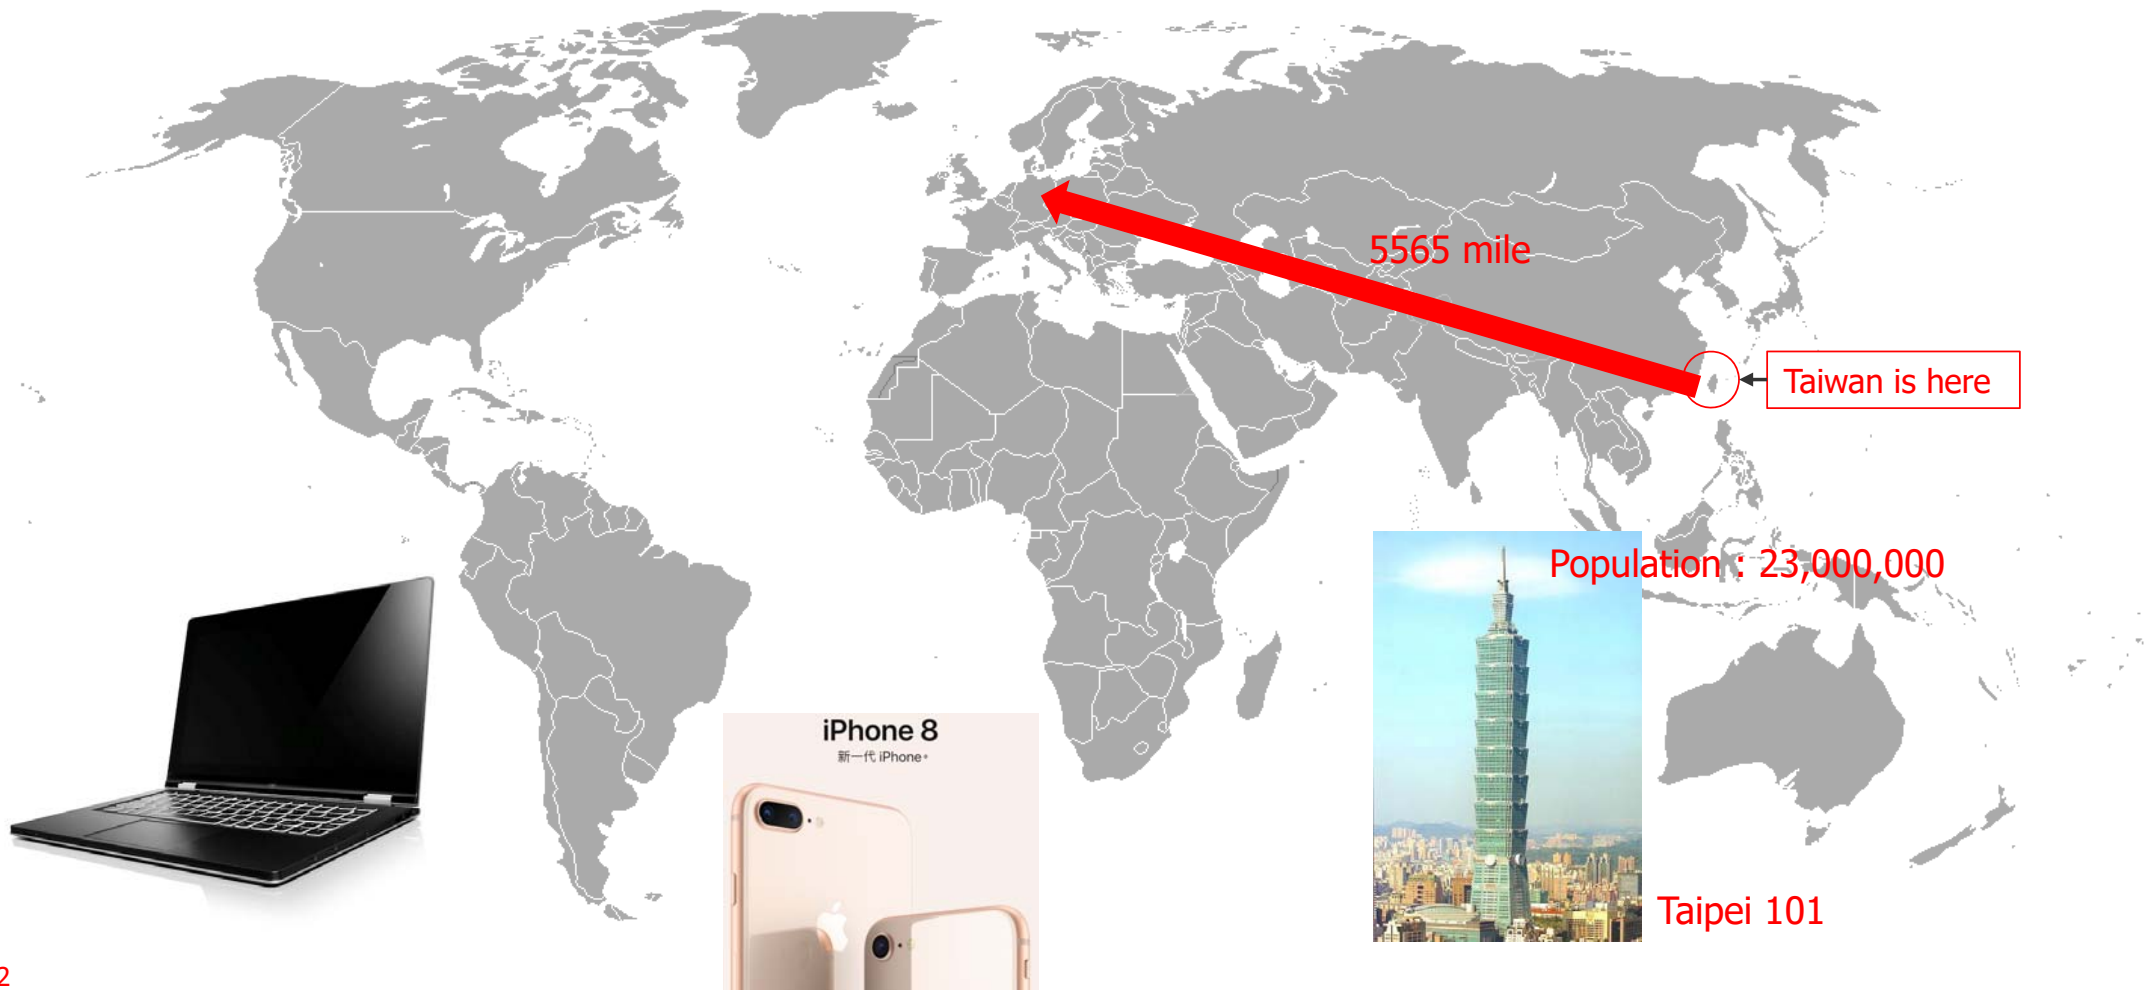 5565 mile
Taiwan is here
Population : 23,000,000
iPhone 8
新一代 iPhone。
Taipei 101
2